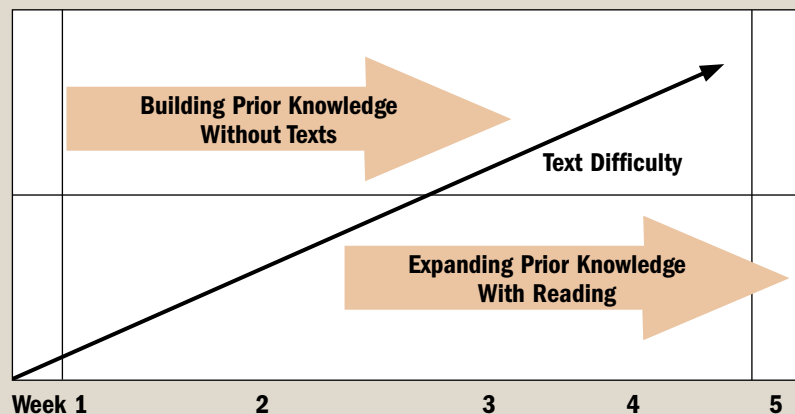 Building Prior Knowledge
Without Texts
Text Difficulty
Expanding Prior Knowledge
With Reading
Week 1 2 3 4 5